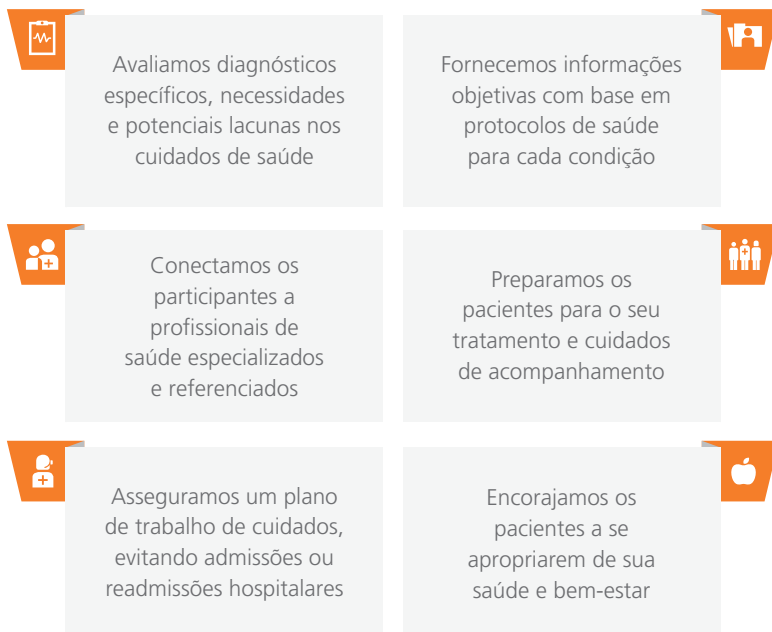 Avaliamos diagnósticos
específicos, necessidades
e potenciais lacunas nos
cuidados de saúde
Fornecemos informações
objetivas com base em
protocolos de saúde
para cada condição
Conectamos os
participantes a
profissionais de
saúde especializados
e referenciados
Preparamos os
pacientes para o seu
tratamento e cuidados
de acompanhamento
Asseguramos um plano
de trabalho de cuidados,
evitando admissões ou
readmissões hospitalares
Encorajamos os
pacientes a se
apropriarem de sua
saúde e bem-estar